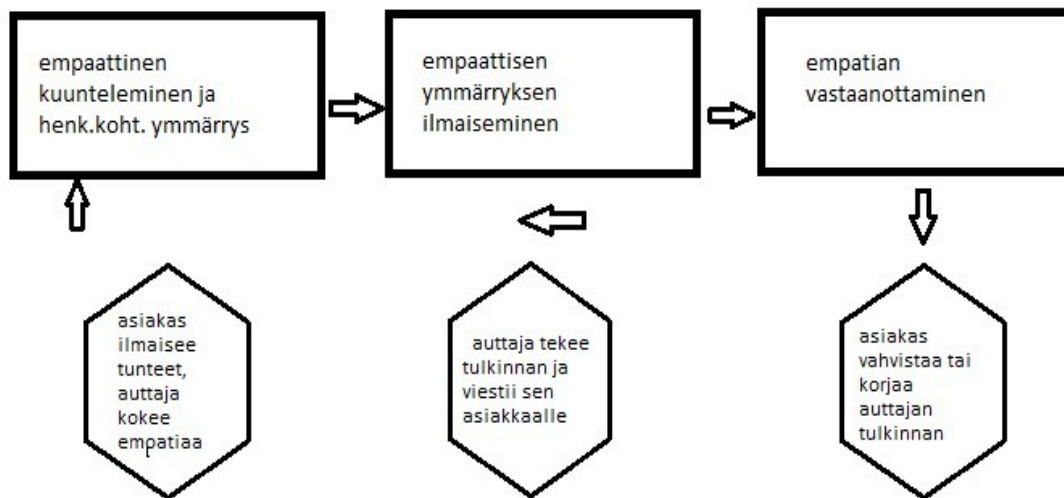 empaattinen
kuunteleminen ja
henk.koht. ymmärrys
empaattisen
ymmärryksen
ilmaiseminen
empatian
vastaanottaminen
asiakas
ilmaisee
tunteet,
auttaja
kokee
empatiaa
auttaja tekee
tulkinnan ja
viestii sen
asiakkaalle
asiakas
vahvistaa tai
korjaa
auttajan
tulkinnan